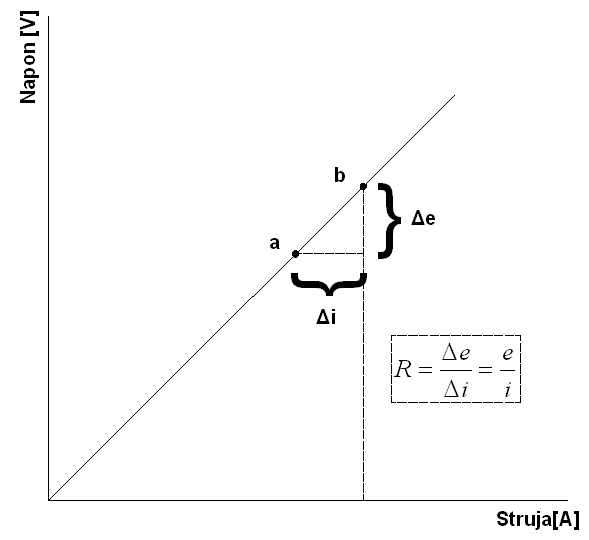 Napon [V]
b
Δe
a
Δi
R = Δe/Δi = e/i
Struja[A]